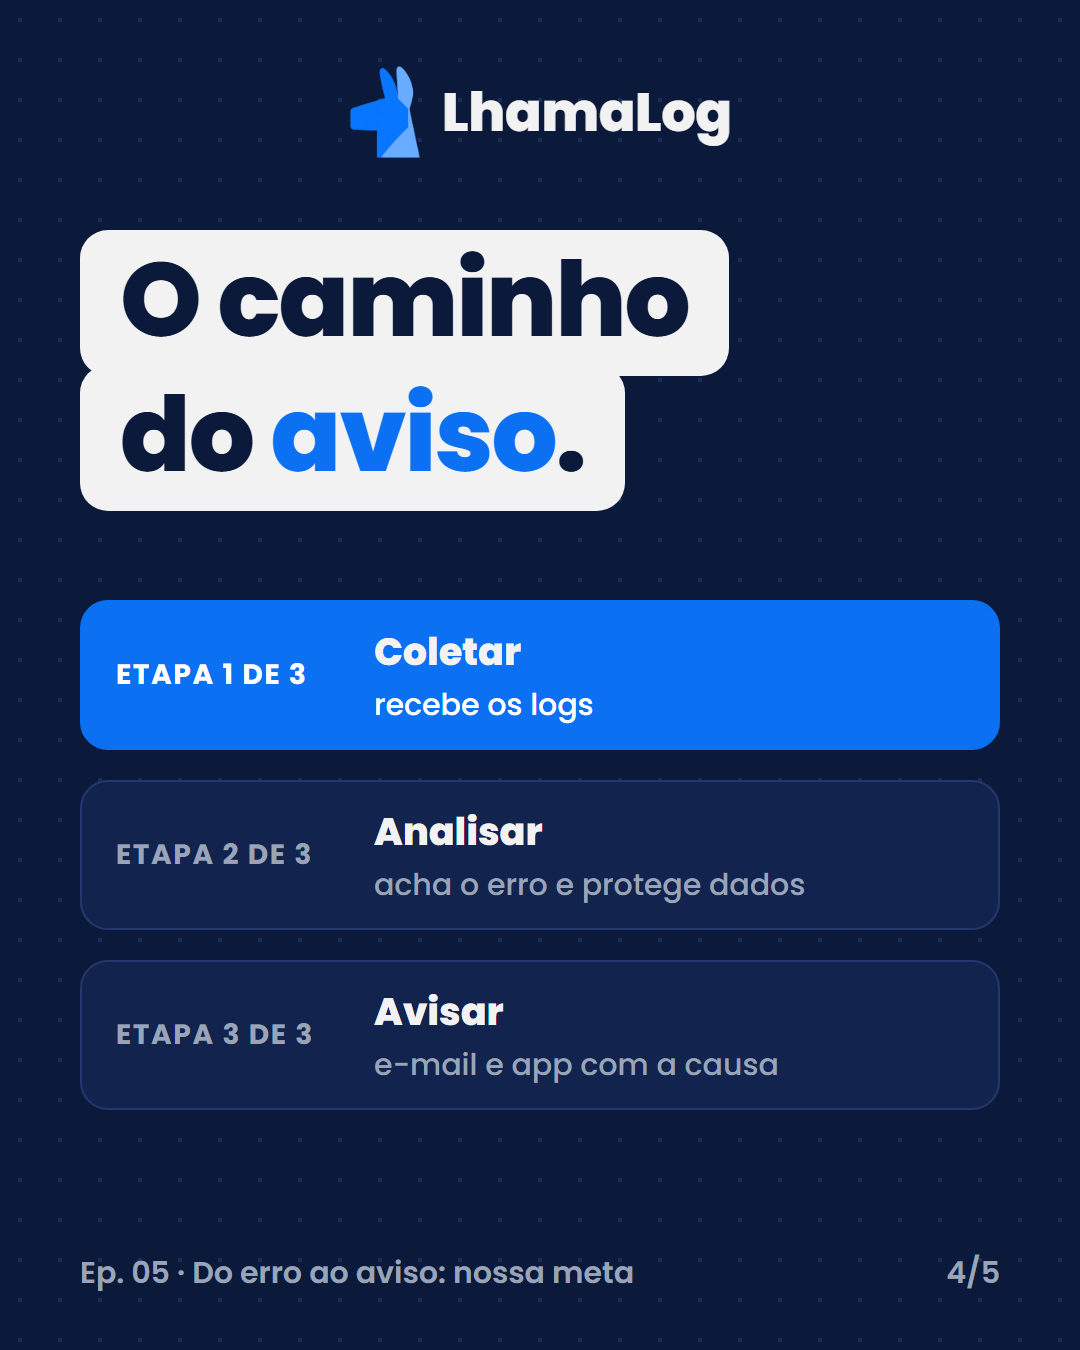 LhamaLog
O caminho
do aviso.
ETAPA 1 DE 3
Coletar
recebe os logs
ETAPA 2 DE 3
Analisar
acha o erro e protege dados
ETAPA 3 DE 3
Avisar
e-mail e app com a causa
Ep. 05 · Do erro ao aviso: nossa meta
4/5